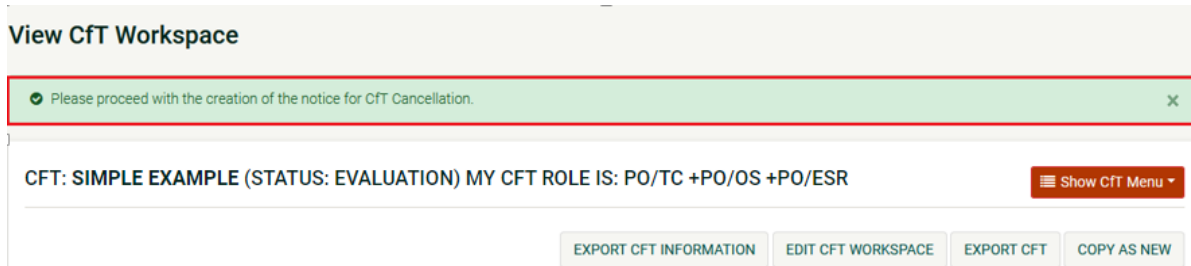 View CfT Workspace
Please proceed with the creation of the notice for CfT Cancellation.
×
CFT: SIMPLE EXAMPLE (STATUS: EVALUATION) MY CFT ROLE IS: PO/TC +PO/OS +PO/ESR
Show CfT Menu
EXPORT CFT INFORMATION EDIT CFT WORKSPACE EXPORT CFT COPY AS NEW